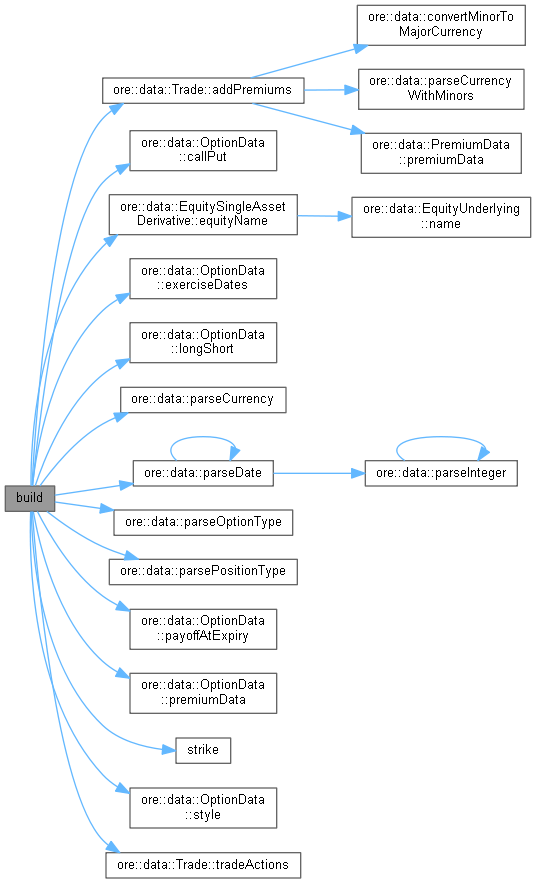 ore::data::convertMinorTo
MajorCurrency
ore::data::Trade::addPremiums
ore::data::parseCurrency
WithMinors
ore::data::PremiumData
::premiumData
ore::data::OptionData
::callPut
ore::data::EquitySingleAsset
Derivative::equityName
ore::data::EquityUnderlying
::name
ore::data::OptionData
::exerciseDates
ore::data::OptionData
::longShort
ore::data::parseCurrency
ore::data::parseDate
ore::data::parseInteger
build
ore::data::parseOptionType
ore::data::parsePositionType
ore::data::OptionData
::payoffAtExpiry
ore::data::OptionData
::premiumData
strike
ore::data::OptionData
::style
ore::data::Trade::tradeActions